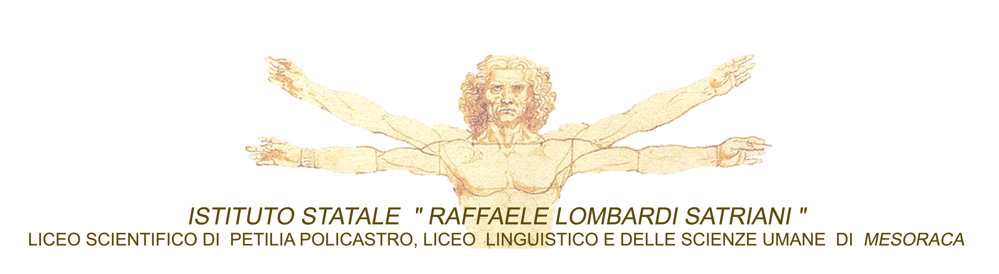 ISTITUTO STATALE " RAFFAELE LOMBARDI SATRIANI "
LICEO SCIENTIFICO DI PETILIA POLICASTRO, LICEO LINGUISTICO E DELLE SCIENZE UMANE DI MESORACA